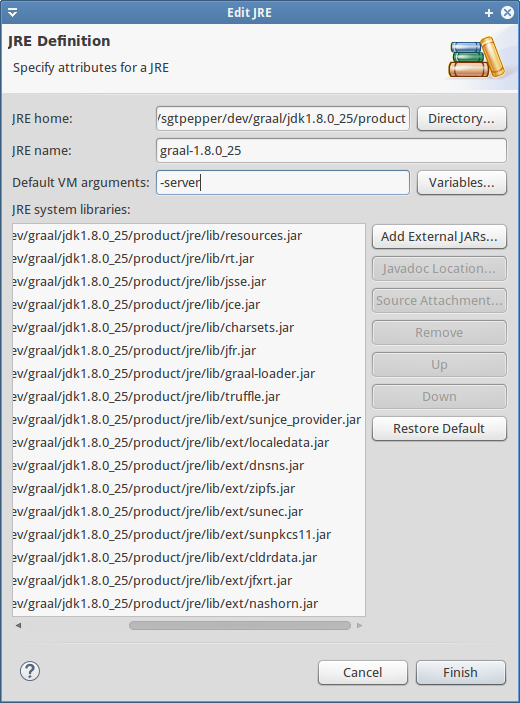 Edit JRE
JRE Definition
Specify attributes for a JRE
JRE home: /sgtpepper/dev/graal/jdk1.8.0_25/product Directory...
JRE name: graal-1.8.0_25
Default VM arguments: -server Variables...
JRE system libraries:
ev/graal/jdk1.8.0_25/product/jre/lib/resources.jar
ev/graal/jdk1.8.0_25/product/jre/lib/rt.jar
ev/graal/jdk1.8.0_25/product/jre/lib/jsse.jar
ev/graal/jdk1.8.0_25/product/jre/lib/jce.jar
ev/graal/jdk1.8.0_25/product/jre/lib/charsets.jar
ev/graal/jdk1.8.0_25/product/jre/lib/jfr.jar
ev/graal/jdk1.8.0_25/product/jre/lib/graal-loader.jar
ev/graal/jdk1.8.0_25/product/jre/lib/truffle.jar
ev/graal/jdk1.8.0_25/product/jre/lib/ext/sunjce_provider.jar
ev/graal/jdk1.8.0_25/product/jre/lib/ext/localedata.jar
ev/graal/jdk1.8.0_25/product/jre/lib/ext/dnsns.jar
ev/graal/jdk1.8.0_25/product/jre/lib/ext/zipfs.jar
ev/graal/jdk1.8.0_25/product/jre/lib/ext/sunec.jar
ev/graal/jdk1.8.0_25/product/jre/lib/ext/sunpkcs11.jar
ev/graal/jdk1.8.0_25/product/jre/lib/ext/cldrdata.jar
ev/graal/jdk1.8.0_25/product/jre/lib/ext/jfxrt.jar
ev/graal/jdk1.8.0_25/product/jre/lib/ext/nashorn.jar
Add External JARs...
Javadoc Location...
Source Attachment...
Remove
Up
Down
Restore Default
? Cancel Finish